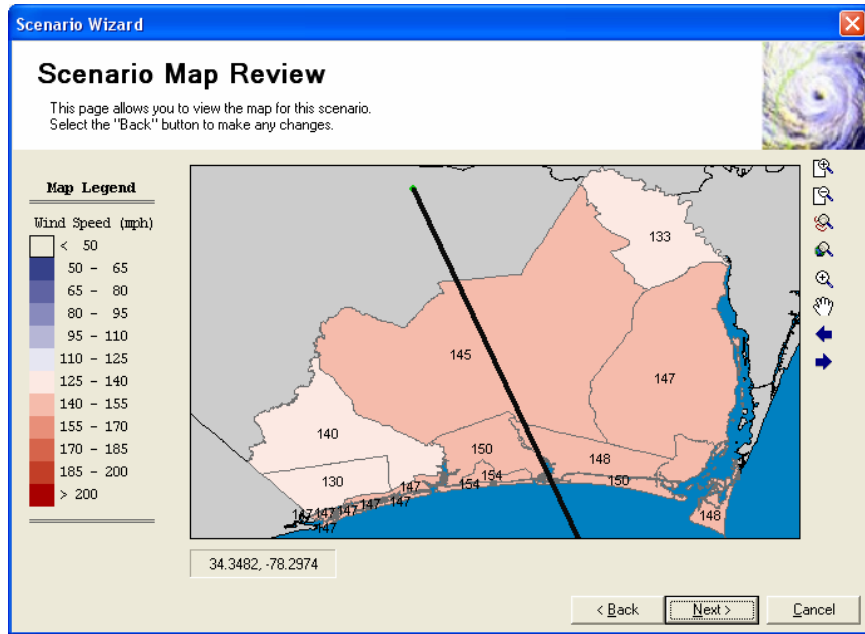 Scenario Wizard
Scenario Map Review
This page allows you to view the map for this scenario.
Select the "Back" button to make any changes.
Map Legend
Wind Speed (mph)
< 50
50 - 65
65 - 80
80 - 95
95 - 110
110 - 125
125 - 140
140 - 155
155 - 170
170 - 185
185 - 200
> 200
133
145
147
140
150
148
130
147
154
154
150
147
147
147
147
147
147
148
34.3482, -78.2974
< Back
Next >
Cancel